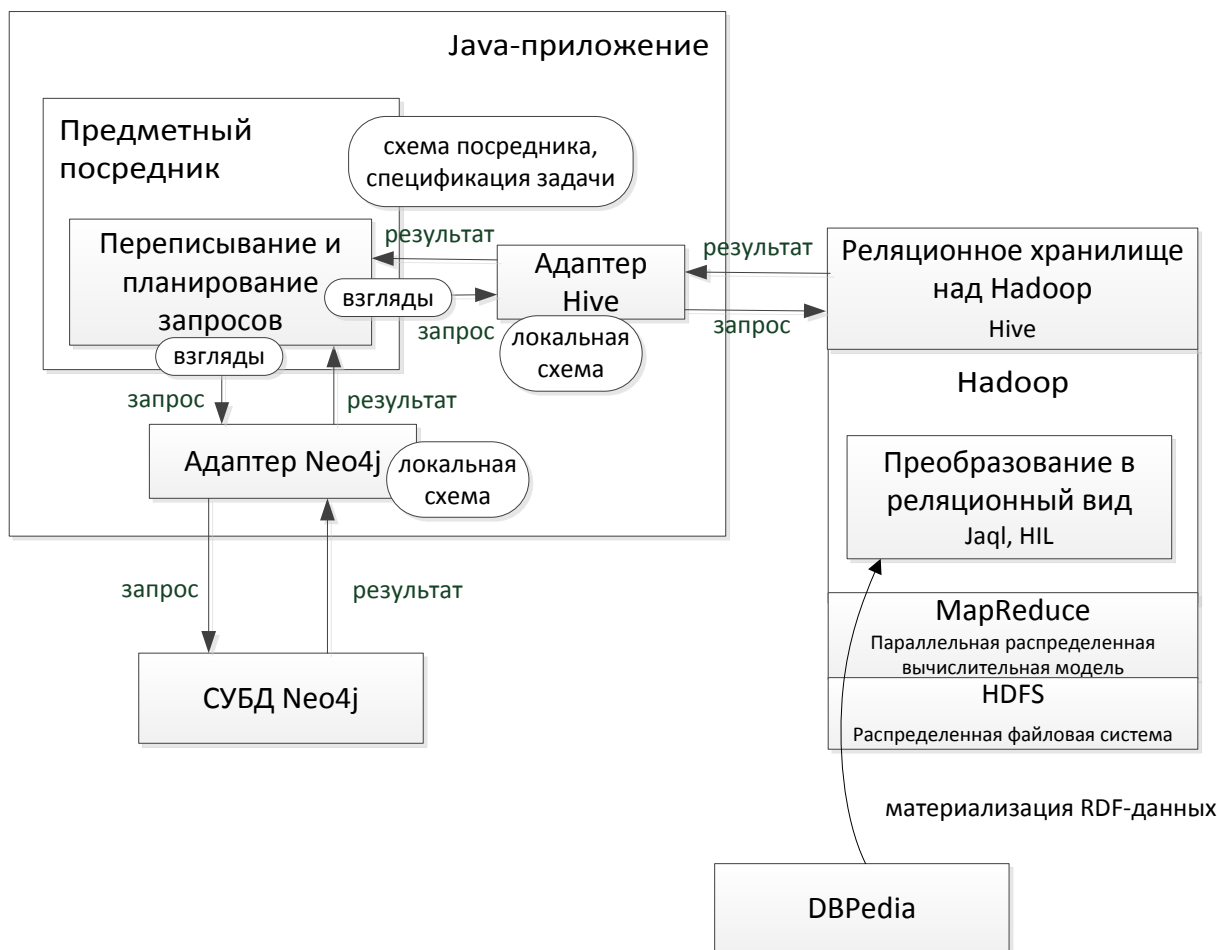 Java-приложение
Предметный
посредник
схема посредника,
спецификация задачи
Переписывание и
планирование
запросов
взгляды
взгляды
результат
запрос
Адаптер
Hive
локальная
схема
результат
запрос
Реляционное хранилище
над Hadoop
Hive
Hadoop
Преобразование в
реляционный вид
Jaql, HIL
MapReduce
Параллельная распределенная
вычислительная модель
HDFS
Распределенная файловая система
запрос
результат
Адаптер Neo4j
локальная
схема
запрос
результат
СУБД Neo4j
материализация RDF-данных
DBPedia